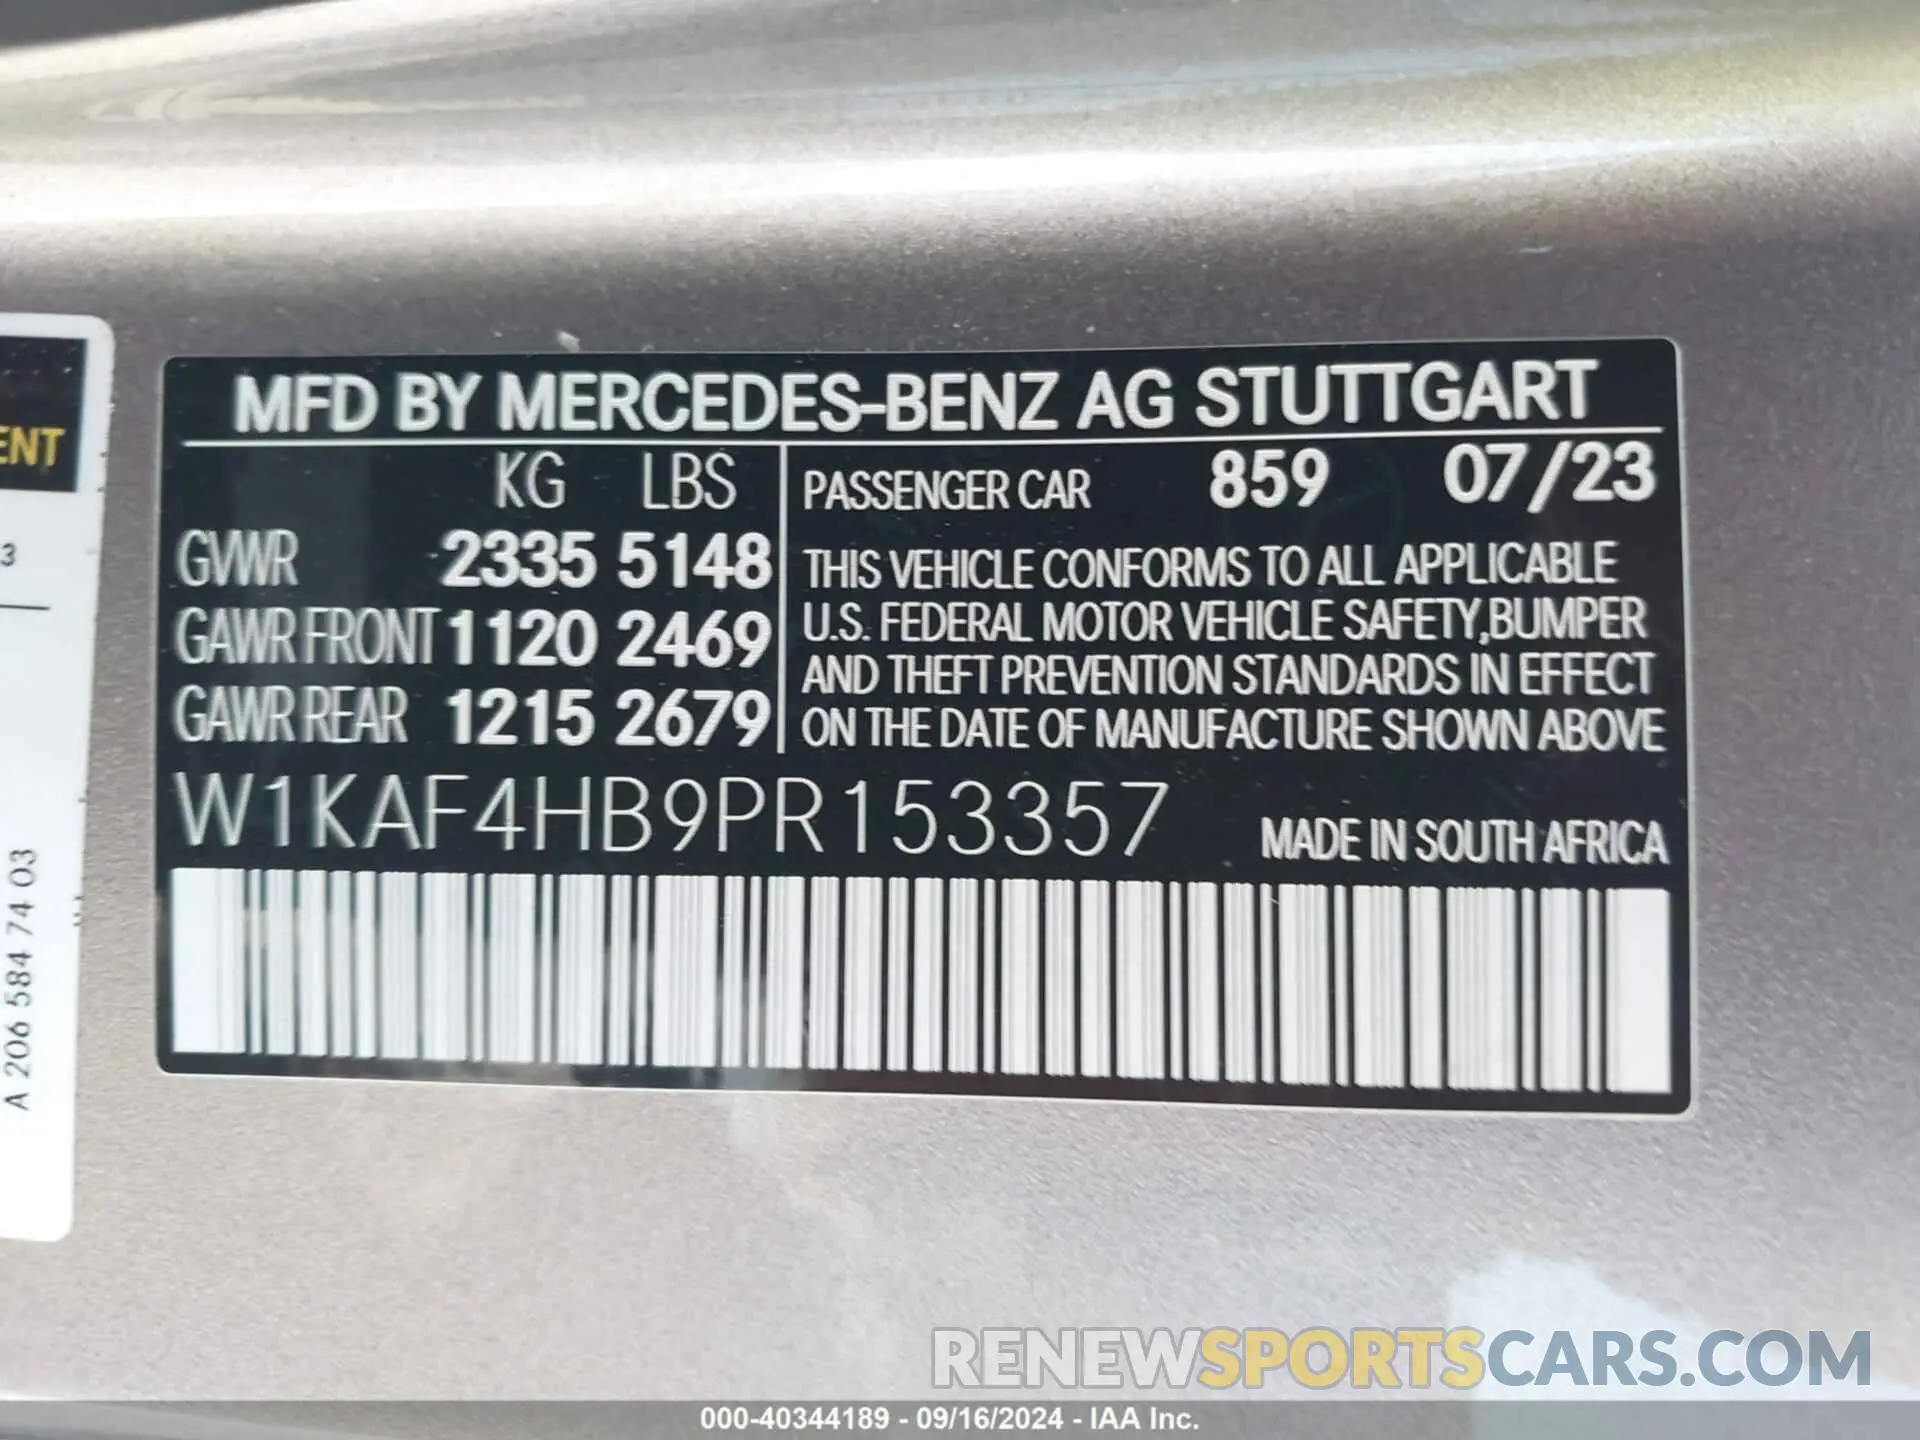 MFD BY MERCEDES-BENZ AG STUTTGART
KG LBS
GVWR 2335 5148
GAWR FRONT 1120 2469
GAWR REAR 1215 2679
PASSENGER CAR 859 07/23
THIS VEHICLE CONFORMS TO ALL APPLICABLE
U.S. FEDERAL MOTOR VEHICLE SAFETY,BUMPER
AND THEFT PREVENTION STANDARDS IN EFFECT
ON THE DATE OF MANUFACTURE SHOWN ABOVE
W1KAF4HB9PR153357
MADE IN SOUTH AFRICA
ENT
3
A 206 584 74 03
RENEWSPORTSCARS.COM
000-40344189 - 09/16/2024 - IAA Inc.